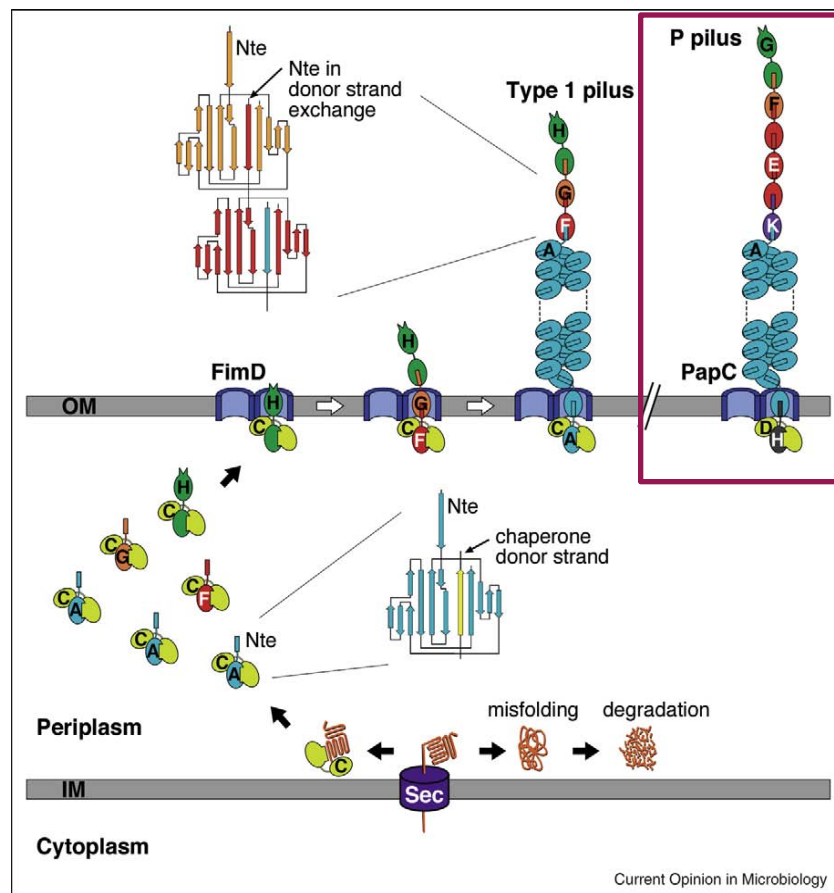 P pilus
G
F
E
K
A
PapC
D
H
Type 1 pilus
H
G
F
A
C
A
Nte
Nte in
donor strand
exchange
FimD
OM
H
C
H
G
C
F
H
C
C
G
C
F
C
A
C
A
C
A
Nte
Nte
chaperone
donor strand
Periplasm
misfolding
degradation
C
IM
Sec
Cytoplasm
Current Opinion in Microbiology